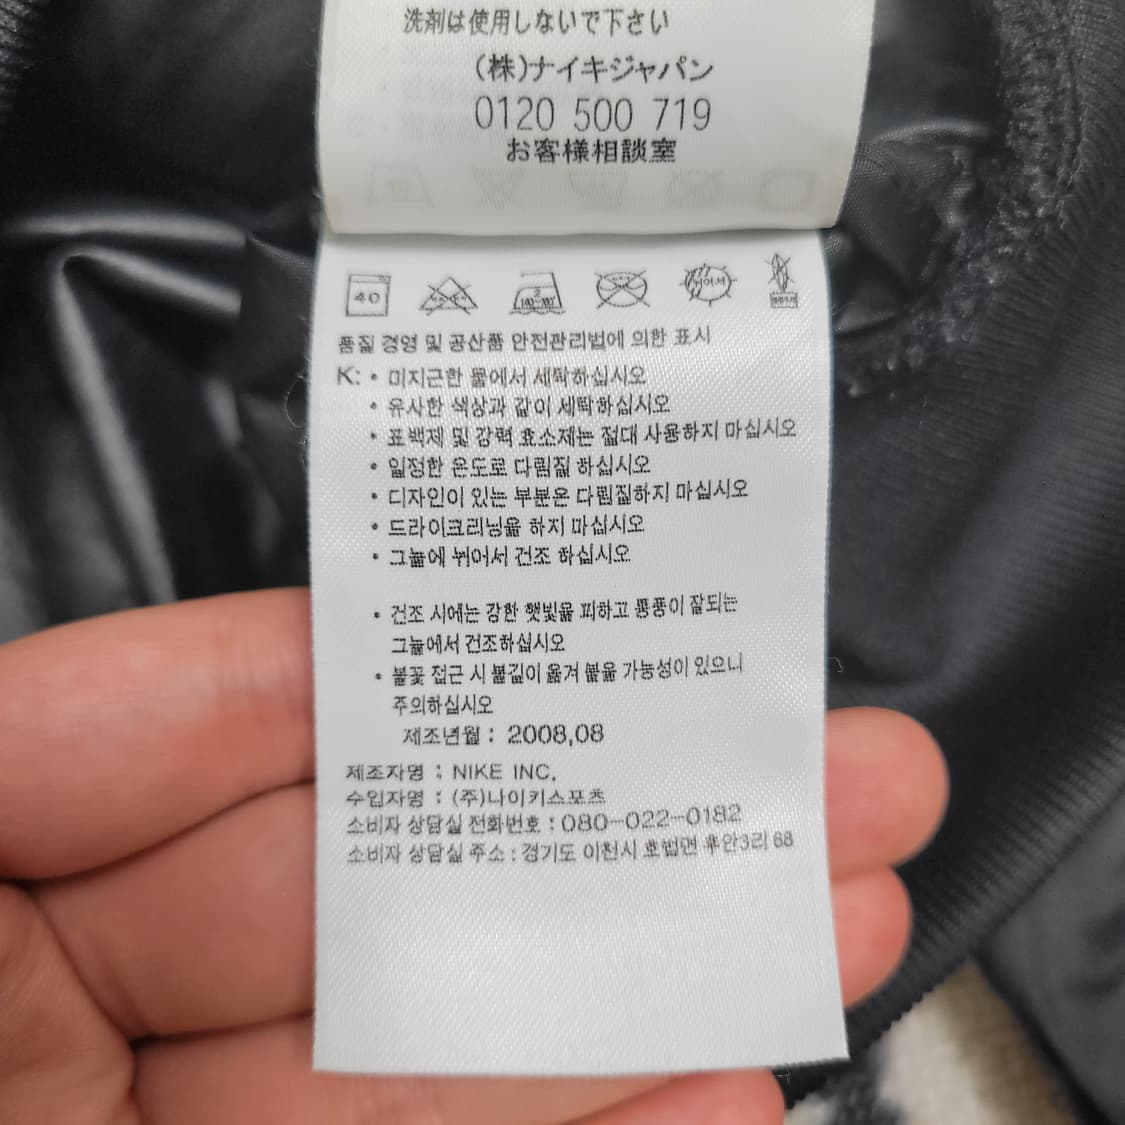 洗剤は使用しないで下さい
(株)ナイキジャパン
0120 500 719
お客様相談室
40
품질 경영 및 공산품 안전관리법에 의한 표시
K: • 미지근한 물에서 세탁하십시오
• 유사한 색상과 같이 세탁하십시오
• 표백제 및 강력 효소제는 절대 사용하지 마십시오
• 일정한 온도로 다림질 하십시오
• 디자인이 있는 부분은 다림질하지 마십시오
• 드라이크리닝을 하지 마십시오
• 그늘에 뉘어서 건조 하십시오
• 건조 시에는 강한 햇빛을 피하고 통풍이 잘되는
그늘에서 건조하십시오
• 불꽃 접근 시 불길이 옮겨 붙을 가능성이 있으니
주의하십시오
제조년월 : 2008,08
제조자명 : NIKE INC.
수입자명 : (주)나이키스포츠
소비자 상담실 전화번호 : 080-022-0182
소비자 상담실 주소 : 경기도 이천시 호법면 후안3리 68